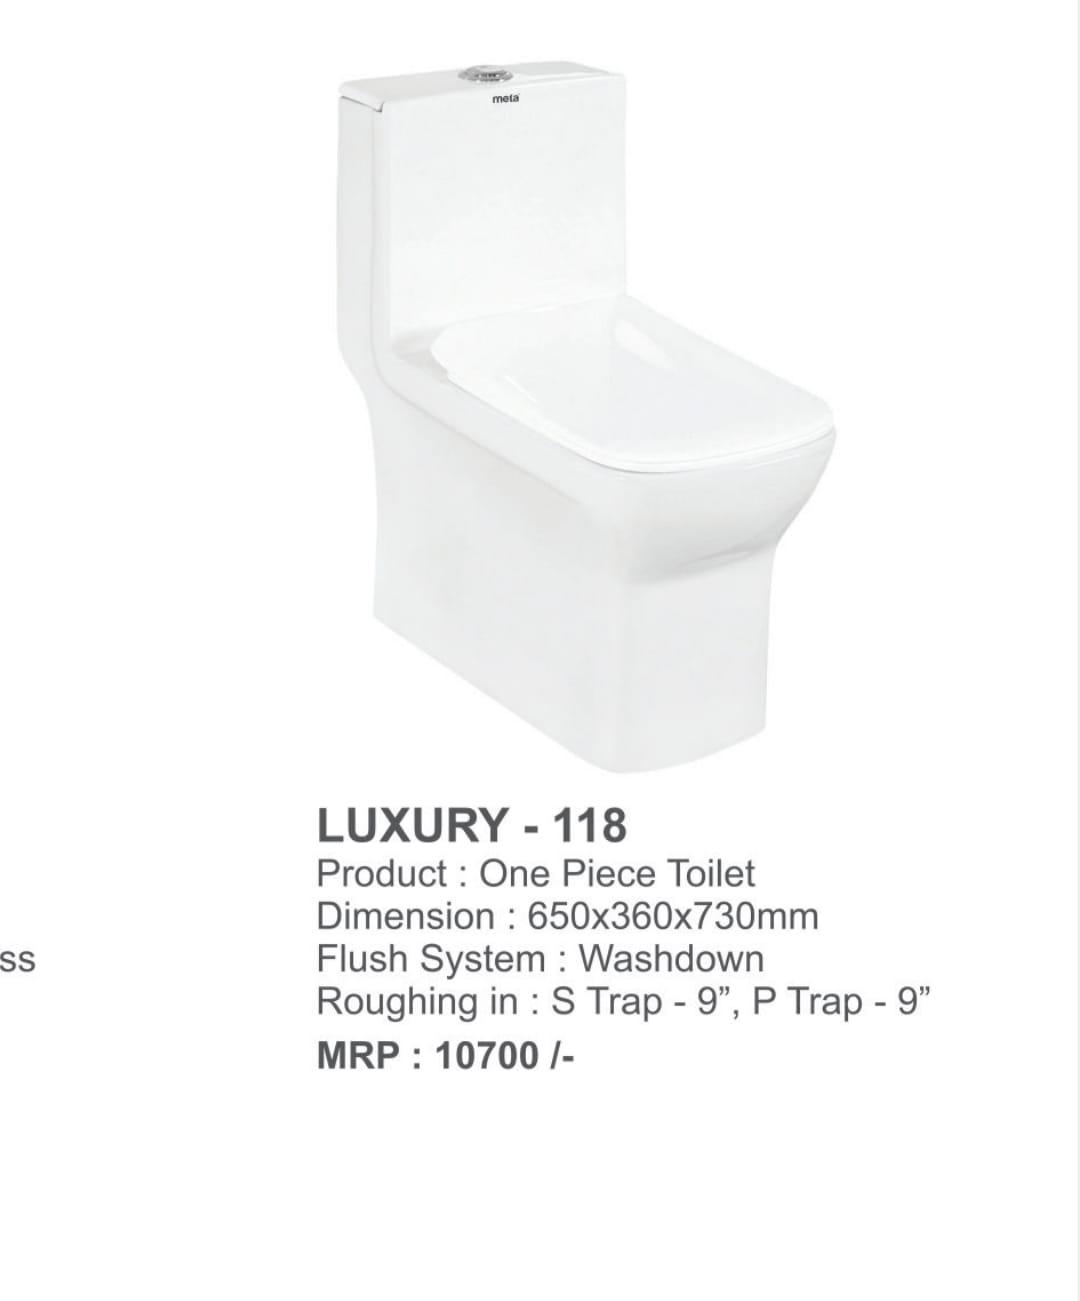 meta
LUXURY - 118
Product : One Piece Toilet
Dimension : 650x360x730mm
ss
Flush System : Washdown
Roughing in : S Trap - 9”, P Trap - 9”
MRP : 10700 /-